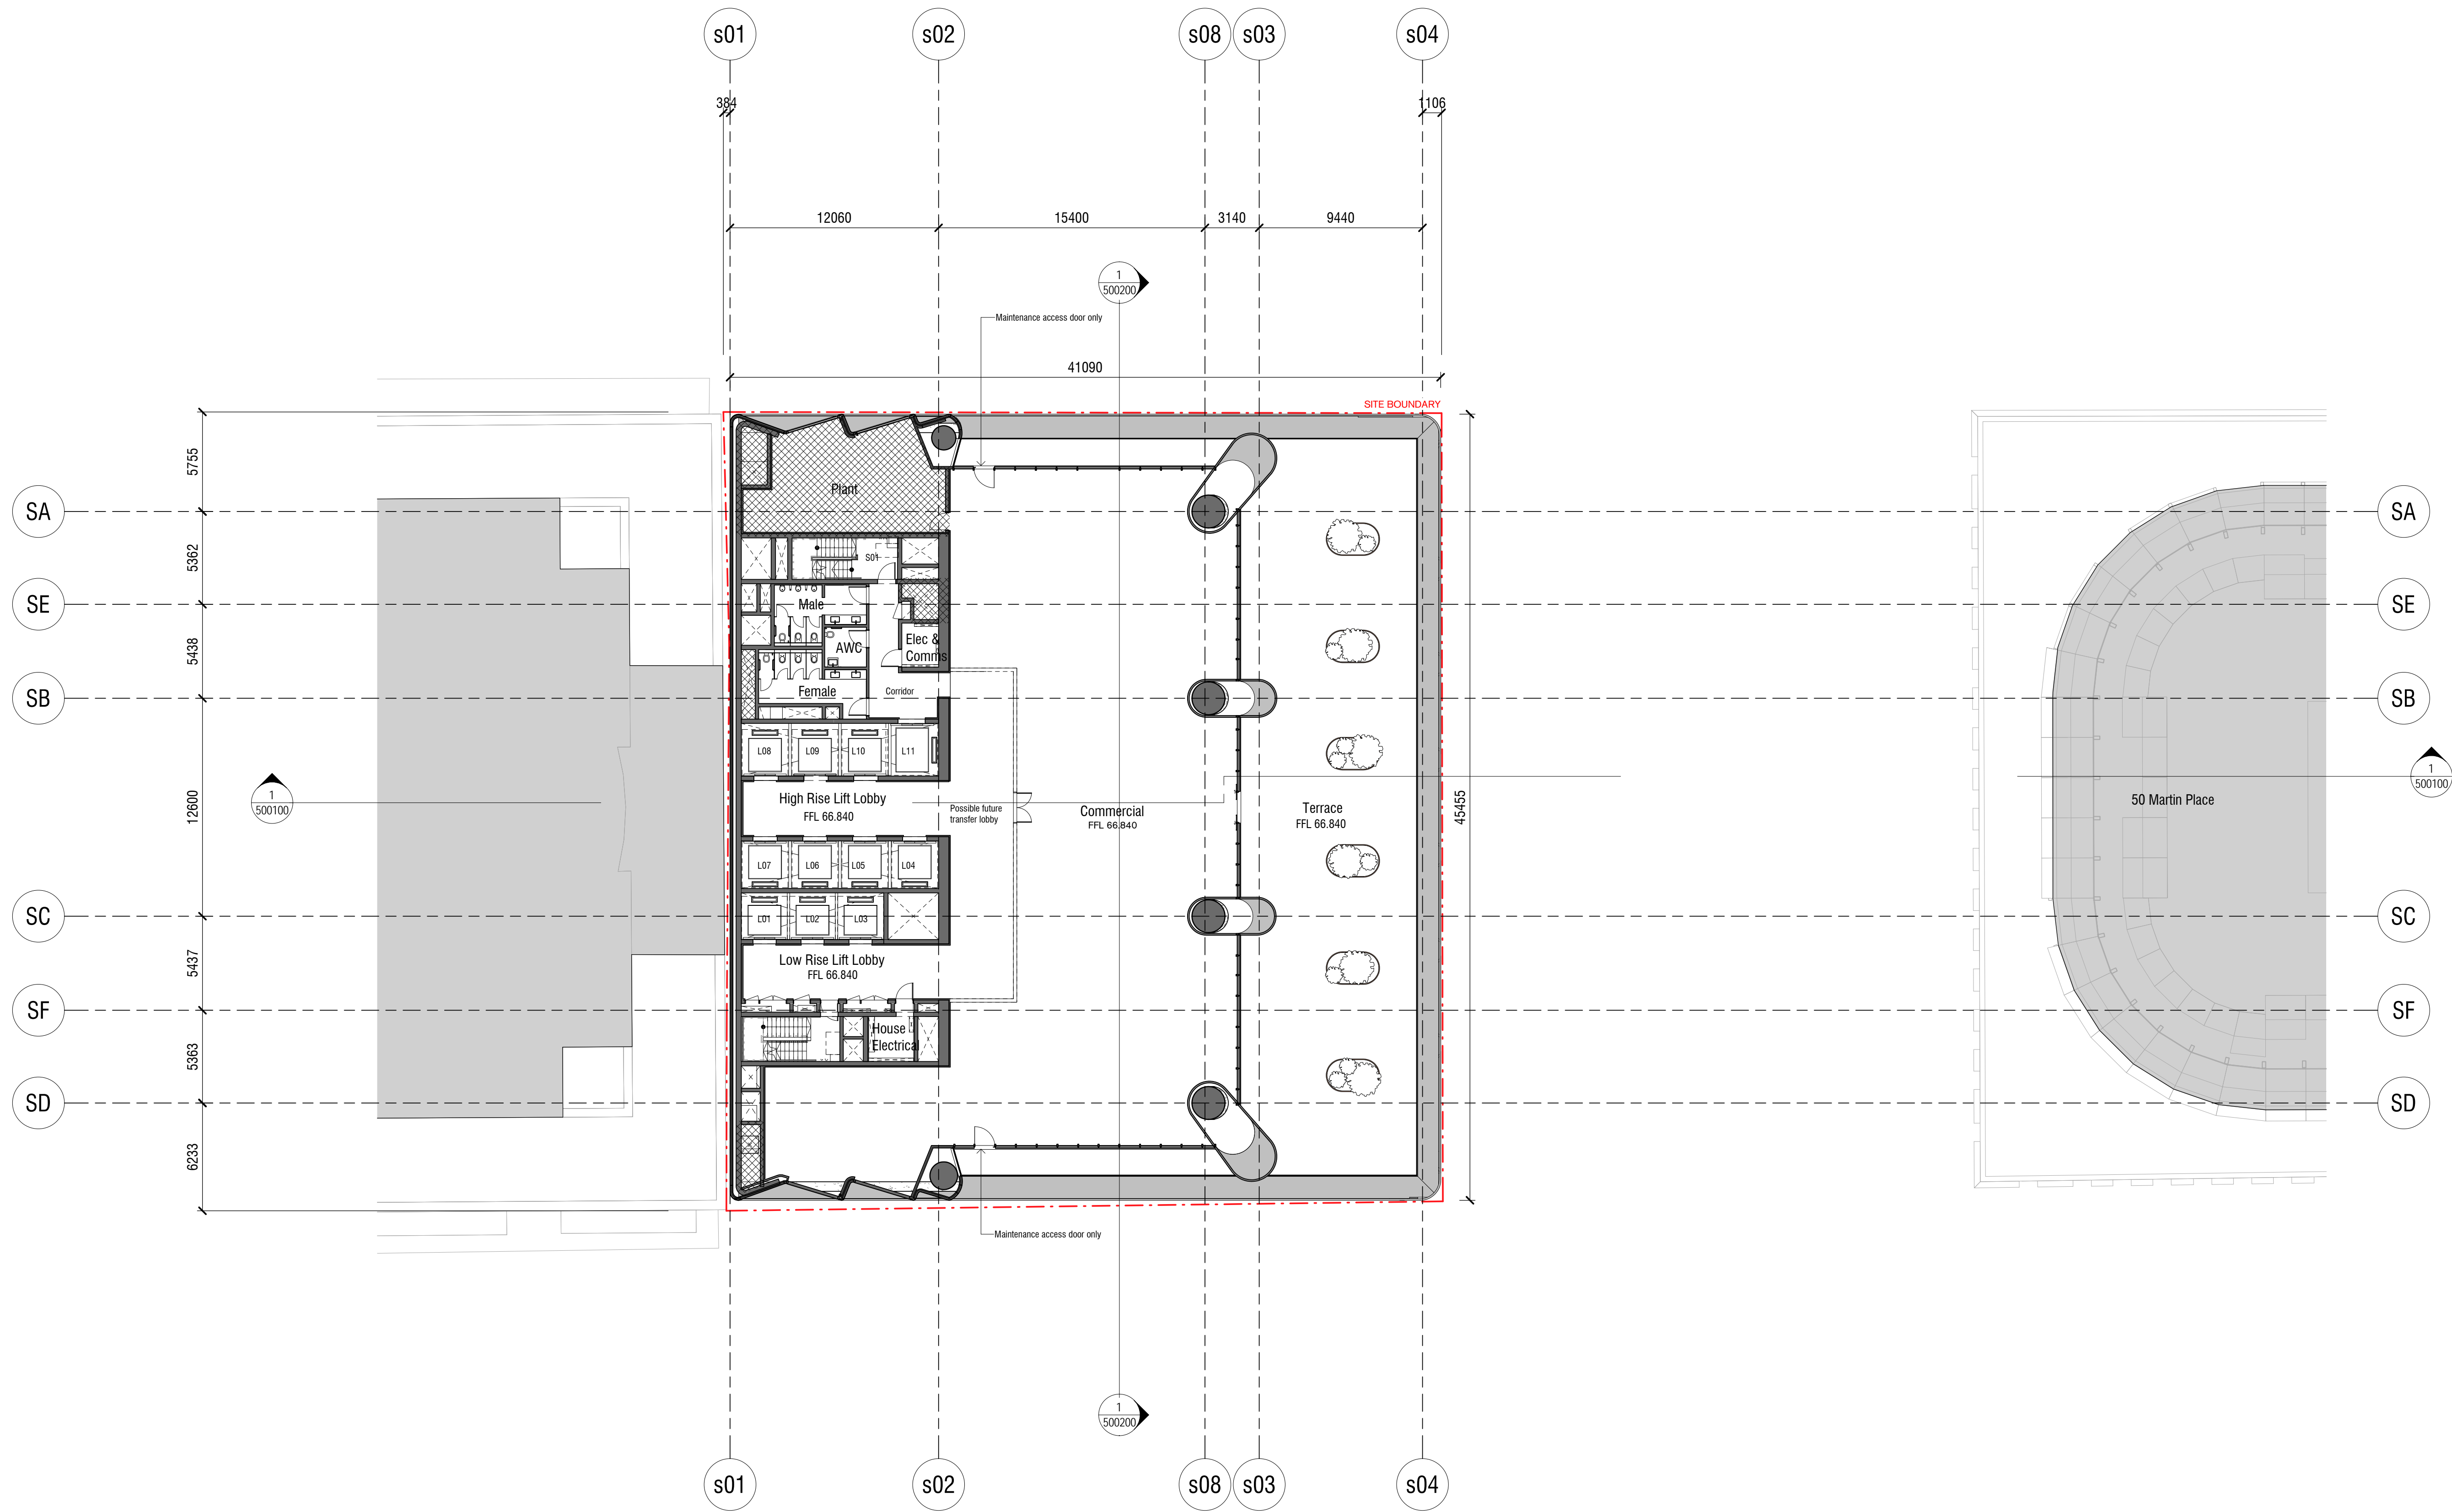 s01
s02
s08
s03
s04
384
1106
12060
15400
3140
9440
1
500200
Maintenance access door only
41090
SITE BOUNDARY
5755
Plant
SA
SA
5362
S01
SE
Male
SE
5438
AWC
Elec &
Comms
SB
Female
Corridor
SB
L08
L09
L10
L11
1
500100
12600
High Rise Lift Lobby
FFL 66.840
Possible future
transfer lobby
Commercial
FFL 66.840
Terrace
FFL 66.840
45455
50 Martin Place
1
500100
L07
L06
L05
L04
SC
L01
L02
L03
SC
5437
Low Rise Lift Lobby
FFL 66.840
SF
SF
House
Electrical
5363
SD
SD
6233
Maintenance access door only
1
500200
s01
s02
s08
s03
s04